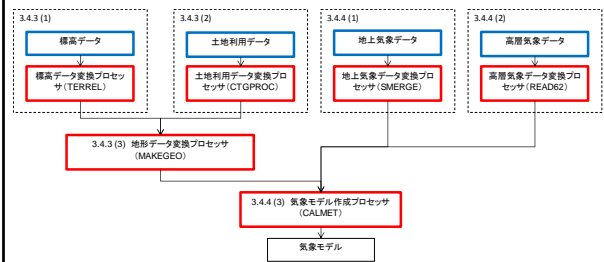 3.4.3 (1)
3.4.3 (2)
3.4.4 (1)
3.4.4 (2)
標高データ
土地利用データ
地上気象データ
高層気象データ
標高データ変換プロセッ
サ(TERREL)
土地利用データ変換プロ
セッサ(CTGPROC)
地上気象データ変換プロ
セッサ(SMERGE)
高層気象データ変換プロ
セッサ(READ62)
3.4.3 (3) 地形データ変換プロセッサ
(MAKEGEO)
3.4.4 (3) 気象モデル作成プロセッサ
(CALMET)
気象モデル